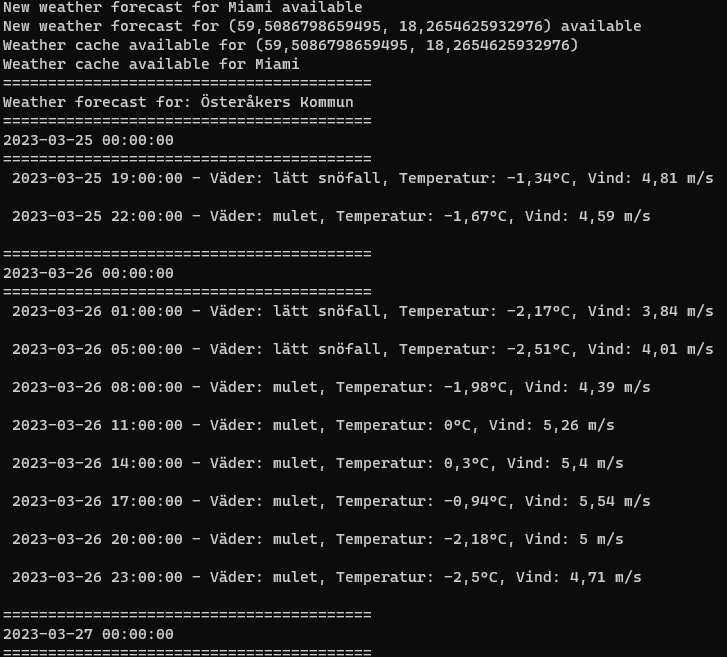 New weather forecast for Miami available
New weather forecast for (59,5086798659495, 18,2654625932976) available
Weather cache available for (59,5086798659495, 18,2654625932976)
Weather cache available for Miami
=========================================
Weather forecast for: Österåkers Kommun
=========================================
2023-03-25 00:00:00
=========================================
2023-03-25 19:00:00 - Väder: lätt snöfall, Temperatur: -1,34°C, Vind: 4,81 m/s
2023-03-25 22:00:00 - Väder: mulet, Temperatur: -1,67°C, Vind: 4,59 m/s
=========================================
2023-03-26 00:00:00
=========================================
2023-03-26 01:00:00 - Väder: lätt snöfall, Temperatur: -2,17°C, Vind: 3,84 m/s
2023-03-26 05:00:00 - Väder: lätt snöfall, Temperatur: -2,51°C, Vind: 4,01 m/s
2023-03-26 08:00:00 - Väder: mulet, Temperatur: -1,98°C, Vind: 4,39 m/s
2023-03-26 11:00:00 - Väder: mulet, Temperatur: 0°C, Vind: 5,26 m/s
2023-03-26 14:00:00 - Väder: mulet, Temperatur: 0,3°C, Vind: 5,4 m/s
2023-03-26 17:00:00 - Väder: mulet, Temperatur: -0,94°C, Vind: 5,54 m/s
2023-03-26 20:00:00 - Väder: mulet, Temperatur: -2,18°C, Vind: 5 m/s
2023-03-26 23:00:00 - Väder: mulet, Temperatur: -2,5°C, Vind: 4,71 m/s
=========================================
2023-03-27 00:00:00
=========================================